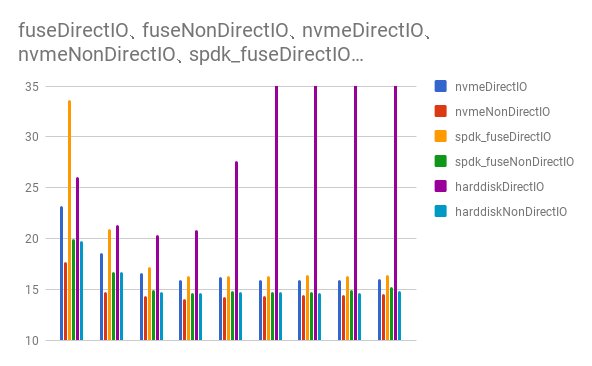 fuseDirectIO、fuseNonDirectIO、nvmeDirectIO、
nvmeNonDirectIO、spdk_fuseDirectIO…
35
30
25
20
15
10
nvmeDirectIO
nvmeNonDirectIO
spdk_fuseDirectIO
spdk_fuseNonDirectIO
harddiskDirectIO
harddiskNonDirectIO